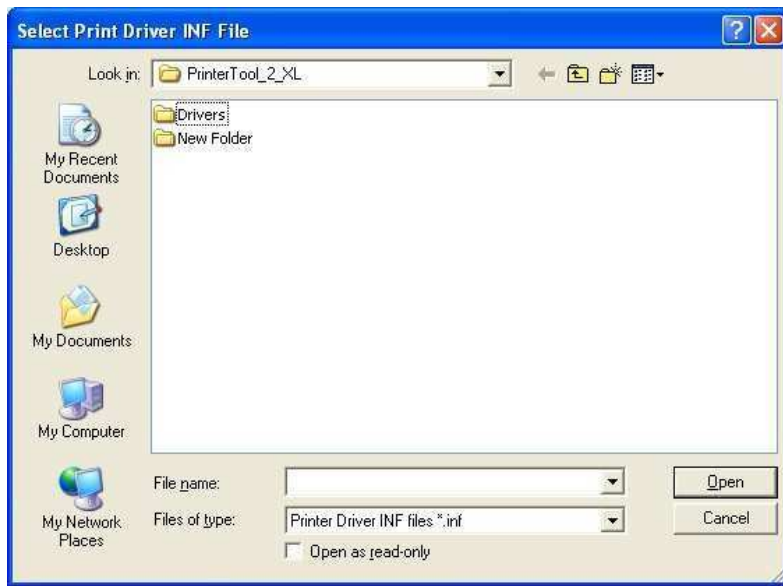 Select Print Driver INF File
Look in: PrinterTool_2_XL
Drivers
New Folder
My Recent
Documents
Desktop
My Documents
My Computer
My Network
Places
File name:
Open
Files of type: Printer Driver INF files *.inf
Cancel
Open as read-only